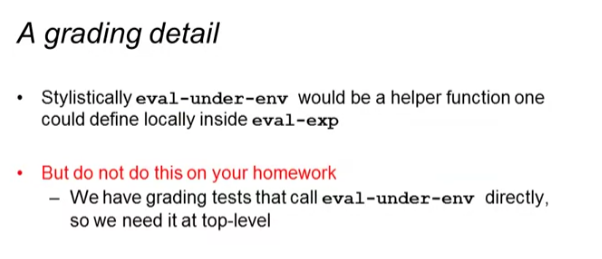 A grading detail
• Stylistically eval-under-env would be a helper function one
could define locally inside eval-exp
• But do not do this on your homework
– We have grading tests that call eval-under-env directly,
so we need it at top-level